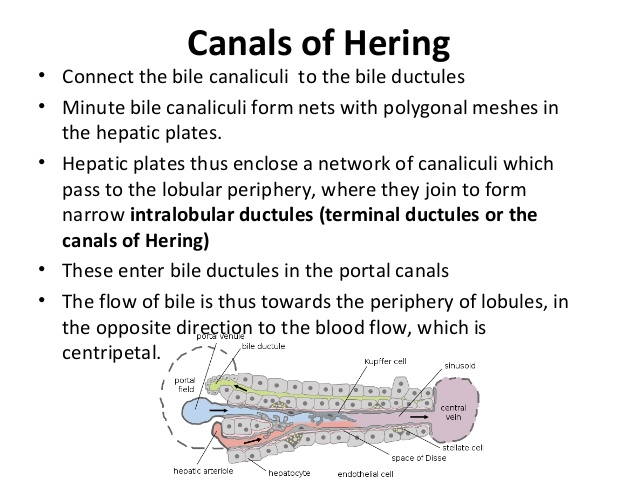 Canals of Hering
• Connect the bile canaliculi to the bile ductules
• Minute bile canaliculi form nets with polygonal meshes in
the hepatic plates.
• Hepatic plates thus enclose a network of canaliculi which
pass to the lobular periphery, where they join to form
narrow intralobular ductules (terminal ductules or the
canals of Hering)
• These enter bile ductules in the portal canals
• The flow of bile is thus towards the periphery of lobules, in
the opposite direction to the blood flow, which is
centripetal.
portal venule
bile ductule
Kupffer cell
sinusoid
portal
field
central
vein
stellate cell
space of Disse
hepatic arteriole
hepatocyte
endothelial cell